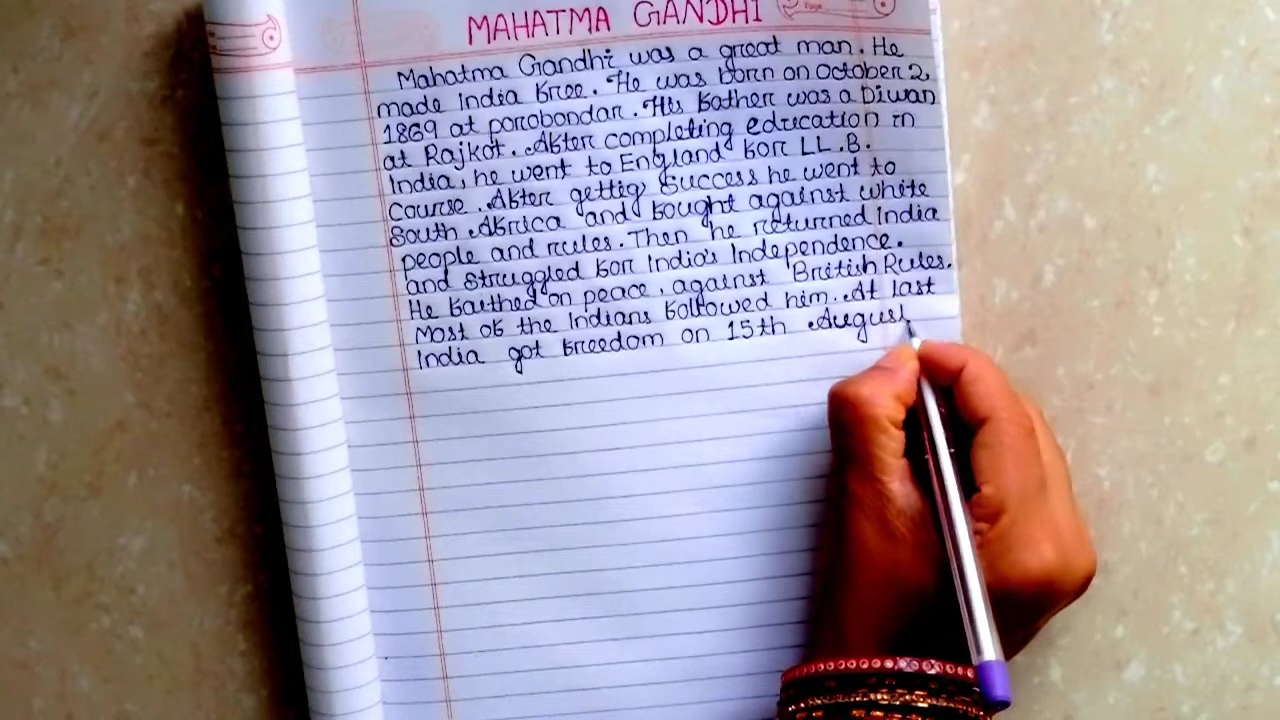 MAHATMA GANDHI
Mahatma Gandhi was a great man. He
made India free. He was born on October 2,
1869 at porrobondar. His father was a Diwan
at Rajkot. After completing education in
India, he went to England for LL.B.
course. After gettig success he went to
South Africa and fought against white
people and rules. Then he returned India
and struggled for India's Independence.
He faithed on peace, against British Rules.
Most of the Indians followed him. At last
India got freedom on 15th August